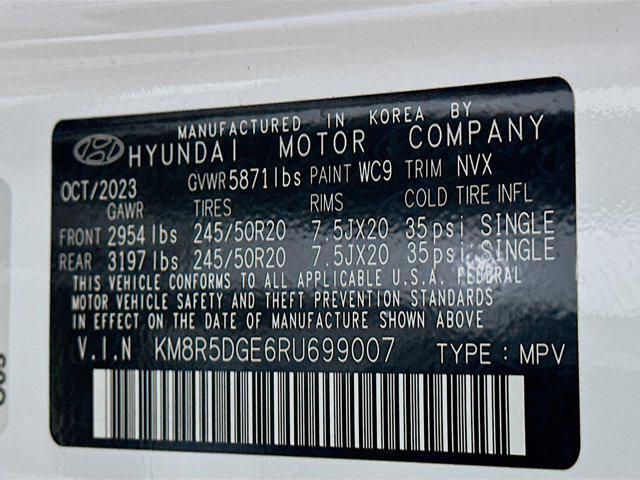 MANUFACTURED IN KOREA BY
HYUNDAI MOTOR COMPANY
OCT/2023 GVWR 5871lbs PAINT WC9 TRIM NVX
GAWR TIRES RIMS COLD TIRE INFL
FRONT 2954 lbs 245/50R20 7.5JX20 35psi SINGLE
REAR 3197 lbs 245/50R20 7.5JX20 35psi SINGLE
THIS VEHICLE CONFORMS TO ALL APPLICABLE U.S.A. FEDERAL
MOTOR VEHICLE SAFETY AND THEFT PREVENTION STANDARDS
IN EFFECT ON THE DATE OF MANUFACTURE SHOWN ABOVE
V.I.N KM8R5DGE6RU699007 TYPE : MPV